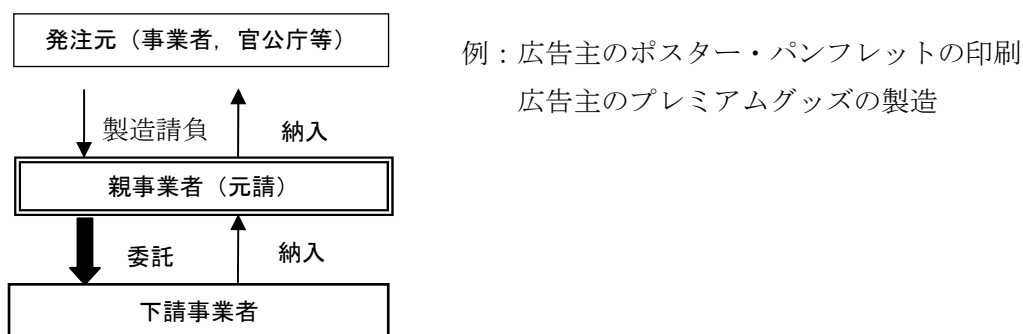 発注元（事業者，官公庁等）
例：広告主のポスター・パンフレットの印刷
広告主のプレミアムグッズの製造
製造請負
納入
親事業者（元請）
委託
納入
下請事業者